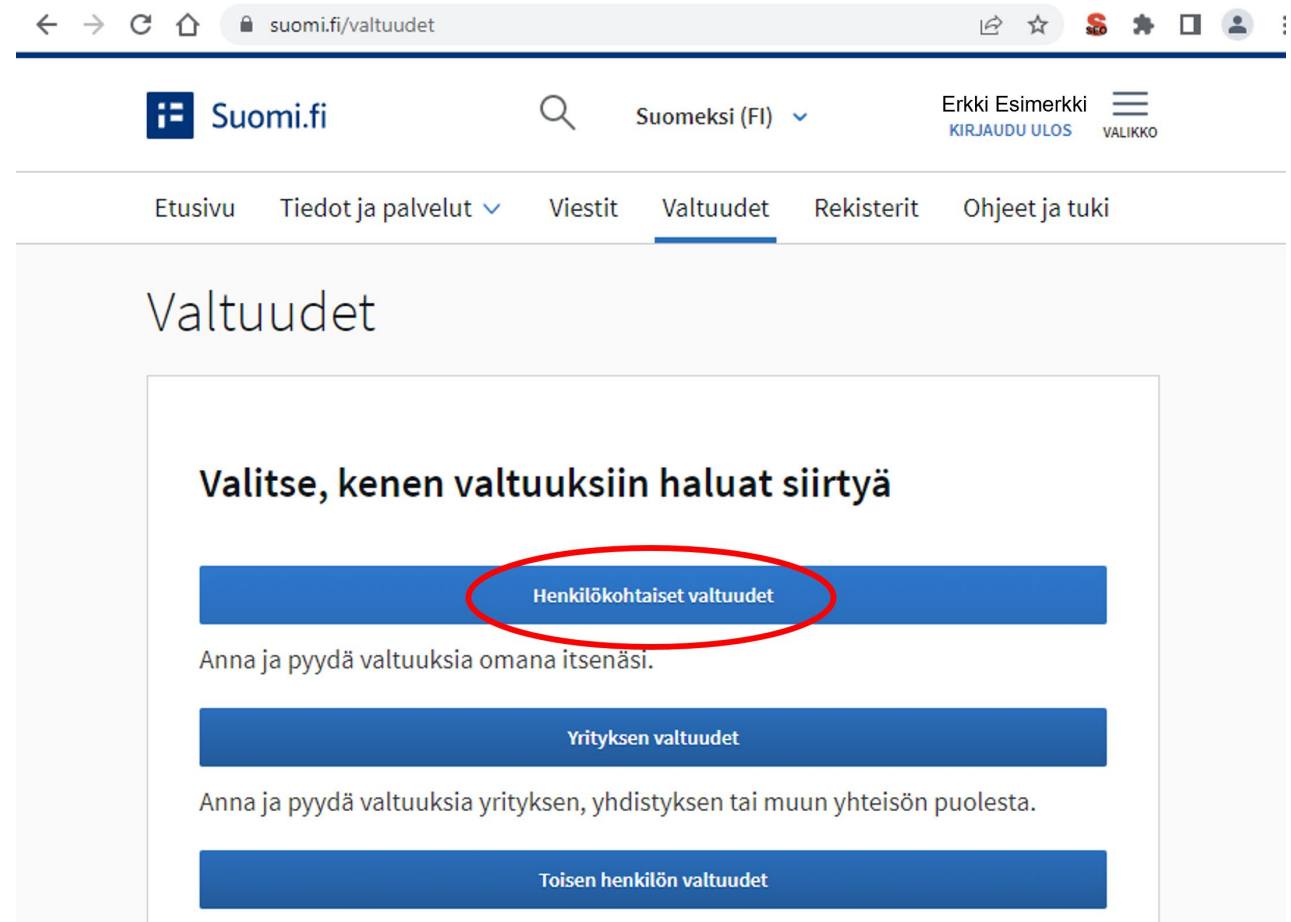 suomi.fi/valtuudet
SEO
Suomi.fi
Suomeksi (FI)
Erkki Esimerkki
KIRJAUDU ULOS
VALIKKO
Etusivu Tiedot ja palvelut Viestit Valtuudet Rekisterit Ohjeet ja tuki
Valtuudet
Valitse, kenen valtuuksiin haluat siirtyä
Henkilökohtaiset valtuudet
Anna ja pyydä valtuuksia omana itsenäsi.
Yrityksen valtuudet
Anna ja pyydä valtuuksia yrityksen, yhdistyksen tai muun yhteisön puolesta.
Toisen henkilön valtuudet